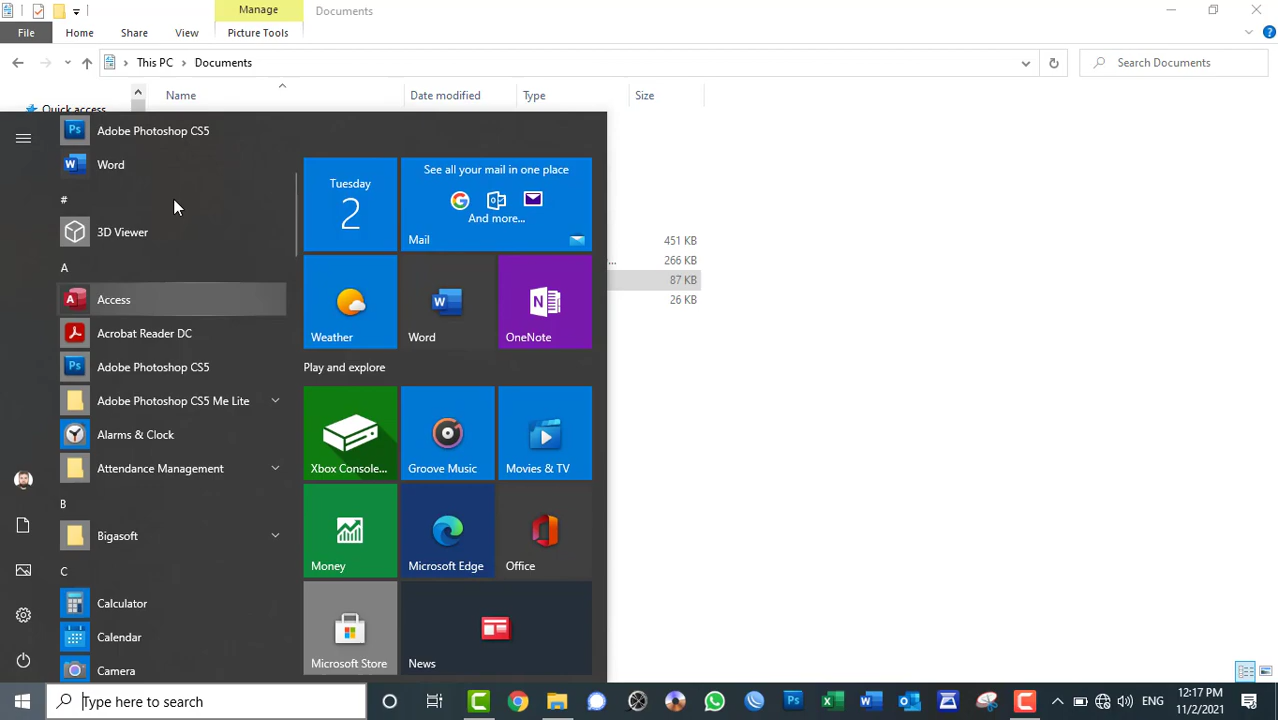 Manage
Documents
File
Home
Share
View
Picture Tools
This PC
Documents
Search Documents
Quick access
Name
Date modified
Type
Size
451 KB
266 KB
87 KB
26 KB
Adobe Photoshop CS5
Word
#
3D Viewer
A
Access
Acrobat Reader DC
Adobe Photoshop CS5
Adobe Photoshop CS5 Me Lite
Alarms & Clock
Attendance Management
B
Bigasoft
C
Calculator
Calendar
Camera
Tuesday
2
See all your mail in one place
And more...
Mail
Weather
Word
OneNote
Play and explore
Xbox Console...
Groove Music
Movies & TV
Money
Microsoft Edge
Office
Microsoft Store
News
Type here to search
ENG
12:17 PM
11/2/2021